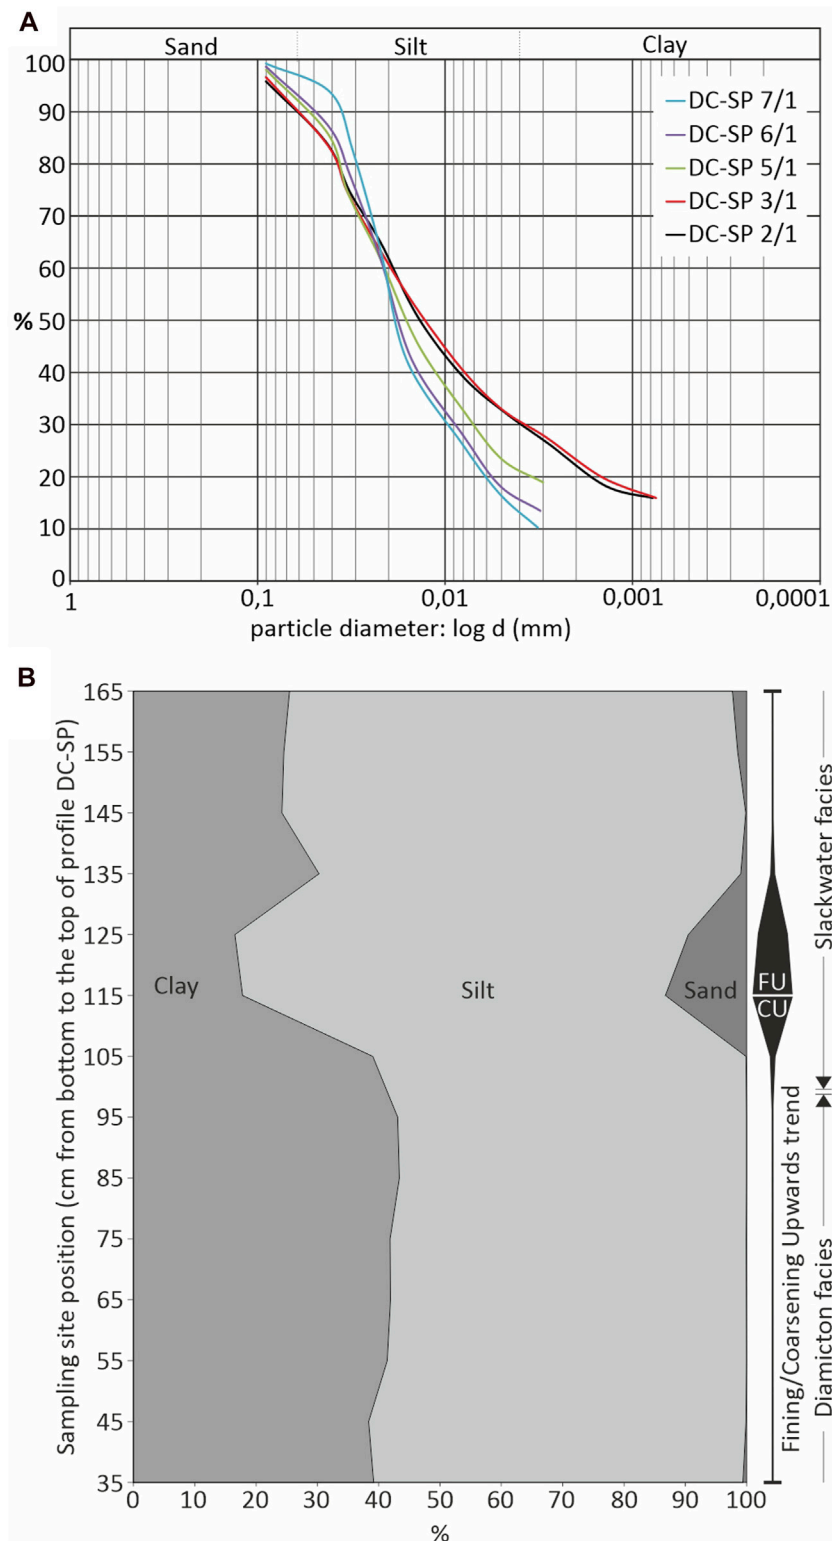 A
Sand Silt Clay
100
90
80
70
60
% 50
40
30
20
10
0
DC-SP 7/1
DC-SP 6/1
DC-SP 5/1
DC-SP 3/1
DC-SP 2/1
1 0,1 0,01 0,001 0,0001
particle diameter: log d (mm)
B
Sampling site position (cm from bottom to the top of profile DC-SP)
165
155
145
135
125
115
105
95
85
75
65
55
45
35
Clay Silt Sand
FU
CU
Fining/Coarsening Upwards trend
Slackwater facies
Diamicton facies
0 10 20 30 40 50 60 70 80 90 100
%